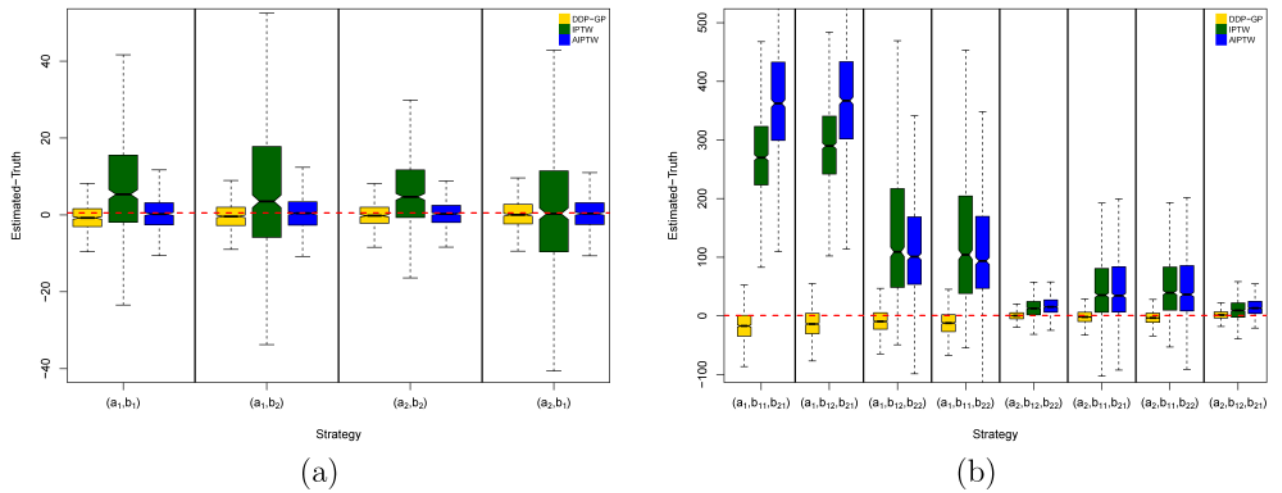 DDP-GP
IPTW
AIPTW
Estimated-Truth
40
20
0
-20
-40
(a₁,b₁) (a₁,b₂) (a₂,b₂) (a₂,b₁)
Strategy
(a)
DDP-GP
IPTW
AIPTW
Estimated-Truth
500
400
300
200
100
0
-100
(a₁,b₁₁,b₂₁) (a₁,b₁₂,b₂₁) (a₁,b₁₂,b₂₂) (a₁,b₁₁,b₂₂) (a₂,b₁₂,b₂₂) (a₂,b₁₁,b₂₁) (a₂,b₁₁,b₂₂) (a₂,b₁₂,b₂₁)
Strategy
(b)